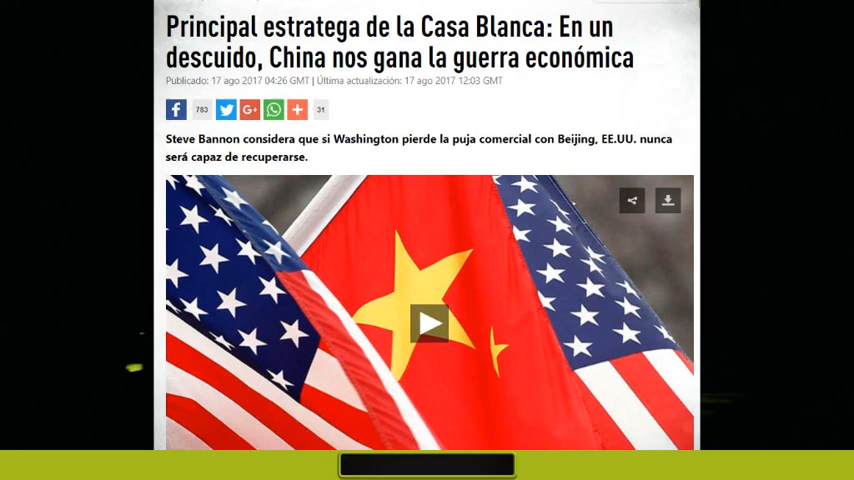 Principal estratega de la Casa Blanca: En un
descuido, China nos gana la guerra económica
Publicado: 17 ago 2017 04:26 GMT | Última actualización: 17 ago 2017 12:03 GMT
783
G+
31
Steve Bannon considera que si Washington pierde la puja comercial con Beijing, EE.UU. nunca
será capaz de recuperarse.